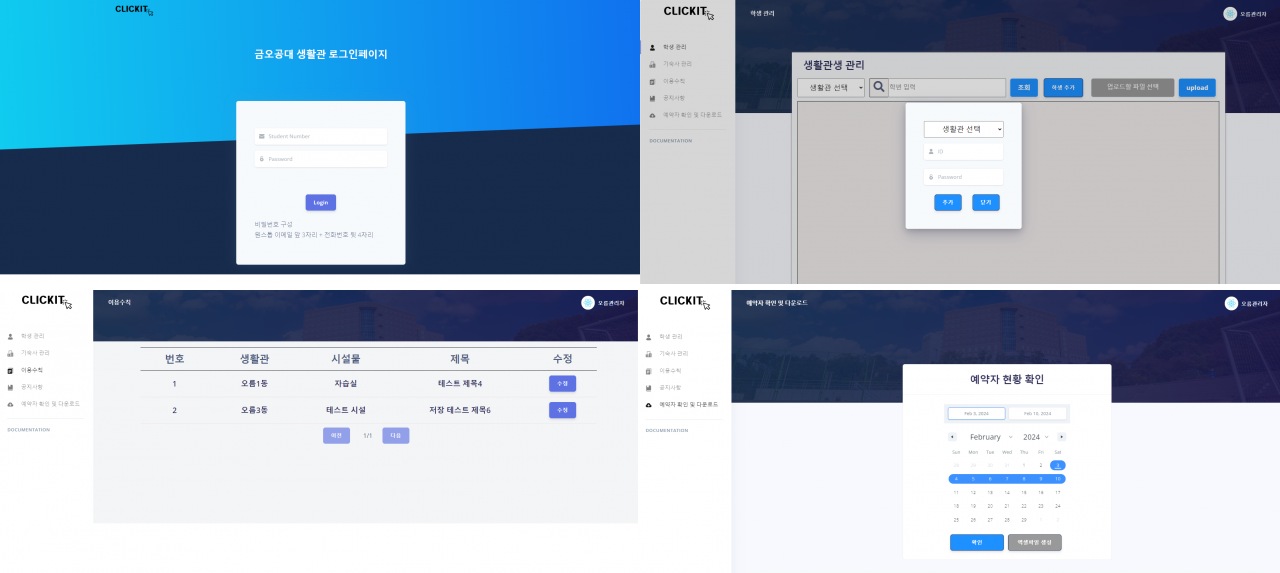 CLICKIT
금오공대 생활관 로그인페이지
Student Number
Password
Login
비밀번호 구성
원스톱 이메일 앞 3자리 + 전화번호 뒷 4자리
CLICKIT
학생 관리
기숙사 관리
이용수칙
공지사항
예약자 확인 및 다운로드
DOCUMENTATION
학생 관리
오름관리자
생활관생 관리
생활관 선택
학번 입력
조회
학생 추가
업로드할 파일 선택
upload
생활관 선택
ID
Password
추가
닫기
CLICKIT
학생 관리
기숙사 관리
이용수칙
공지사항
예약자 확인 및 다운로드
DOCUMENTATION
이용수칙
오름관리자
번호 생활관 시설물 제목 수정
1 오름1동 자습실 테스트 제목4 수정
2 오름3동 테스트 시설 저장 테스트 제목6 수정
이전 1/1 다음
CLICKIT
학생 관리
기숙사 관리
이용수칙
공지사항
예약자 확인 및 다운로드
DOCUMENTATION
예약자 확인 및 다운로드
오름관리자
예약자 현황 확인
Feb 3, 2024 Feb 10, 2024
February 2024
Sun Mon Tue Wed Thu Fri Sat
28 29 30 31 1 2 3
4 5 6 7 8 9 10
11 12 13 14 15 16 17
18 19 20 21 22 23 24
25 26 27 28 29 1 2
확인 엑셀파일 생성